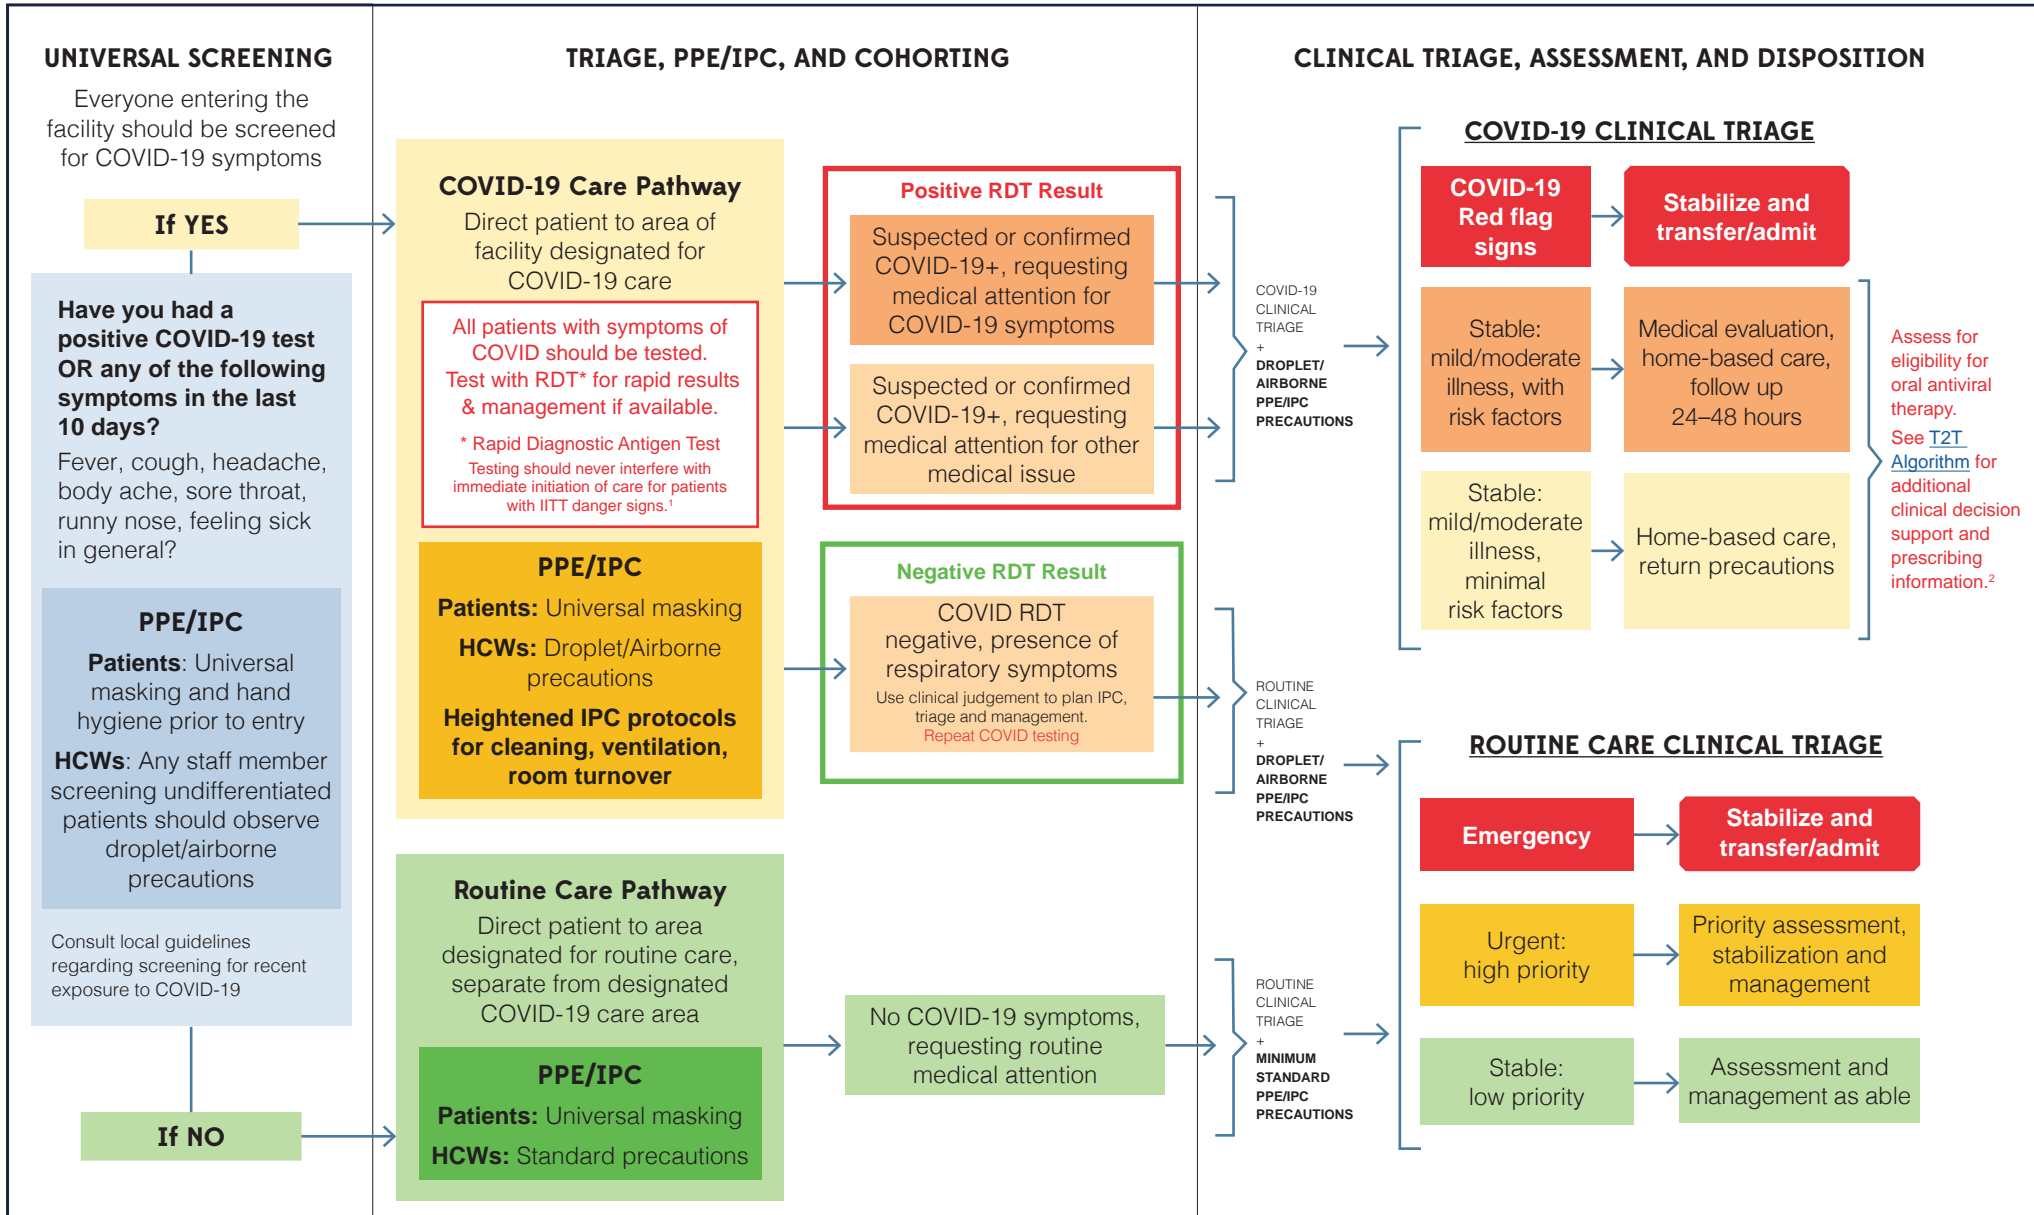 UNIVERSAL SCREENING
Everyone entering the
facility should be screened
for COVID-19 symptoms
If YES
Have you had a
positive COVID-19 test
OR any of the following
symptoms in the last
10 days?
Fever, cough, headache,
body ache, sore throat,
runny nose, feeling sick
in general?
PPE/IPC
Patients: Universal
masking and hand
hygiene prior to entry
HCWs: Any staff member
screening undifferentiated
patients should observe
droplet/airborne
precautions
Consult local guidelines
regarding screening for recent
exposure to COVID-19
If NO
TRIAGE, PPE/IPC, AND COHORTING
COVID-19 Care Pathway
Direct patient to area of
facility designated for
COVID-19 care
All patients with symptoms of
COVID should be tested.
Test with RDT* for rapid results
& management if available.
* Rapid Diagnostic Antigen Test
Testing should never interfere with
immediate initiation of care for patients
with IITT danger signs.¹
PPE/IPC
Patients: Universal masking
HCWs: Droplet/Airborne
precautions
Heightened IPC protocols
for cleaning, ventilation,
room turnover
Routine Care Pathway
Direct patient to area
designated for routine care,
separate from designated
COVID-19 care area
PPE/IPC
Patients: Universal masking
HCWs: Standard precautions
Positive RDT Result
Suspected or confirmed
COVID-19+, requesting
medical attention for
COVID-19 symptoms
Suspected or confirmed
COVID-19+, requesting
medical attention for other
medical issue
Negative RDT Result
COVID RDT
negative, presence of
respiratory symptoms
Use clinical judgement to plan IPC,
triage and management.
Repeat COVID testing
No COVID-19 symptoms,
requesting routine
medical attention
CLINICAL TRIAGE, ASSESSMENT, AND DISPOSITION
COVID-19
CLINICAL
TRIAGE
+
DROPLET/
AIRBORNE
PPE/IPC
PRECAUTIONS
ROUTINE
CLINICAL
TRIAGE
+
DROPLET/
AIRBORNE
PPE/IPC
PRECAUTIONS
ROUTINE
CLINICAL
TRIAGE
+
MINIMUM
STANDARD
PPE/IPC
PRECAUTIONS
COVID-19 CLINICAL TRIAGE
COVID-19
Red flag
signs
Stabilize and
transfer/admit
Stable:
mild/moderate
illness, with
risk factors
Medical evaluation,
home-based care,
follow up
24–48 hours
Stable:
mild/moderate
illness,
minimal
risk factors
Home-based care,
return precautions
Assess for
eligibility for
oral antiviral
therapy.
See T2T
Algorithm for
additional
clinical decision
support and
prescribing
information.²
ROUTINE CARE CLINICAL TRIAGE
Emergency
Stabilize and
transfer/admit
Urgent:
high priority
Priority assessment,
stabilization and
management
Stable:
low priority
Assessment and
management as able